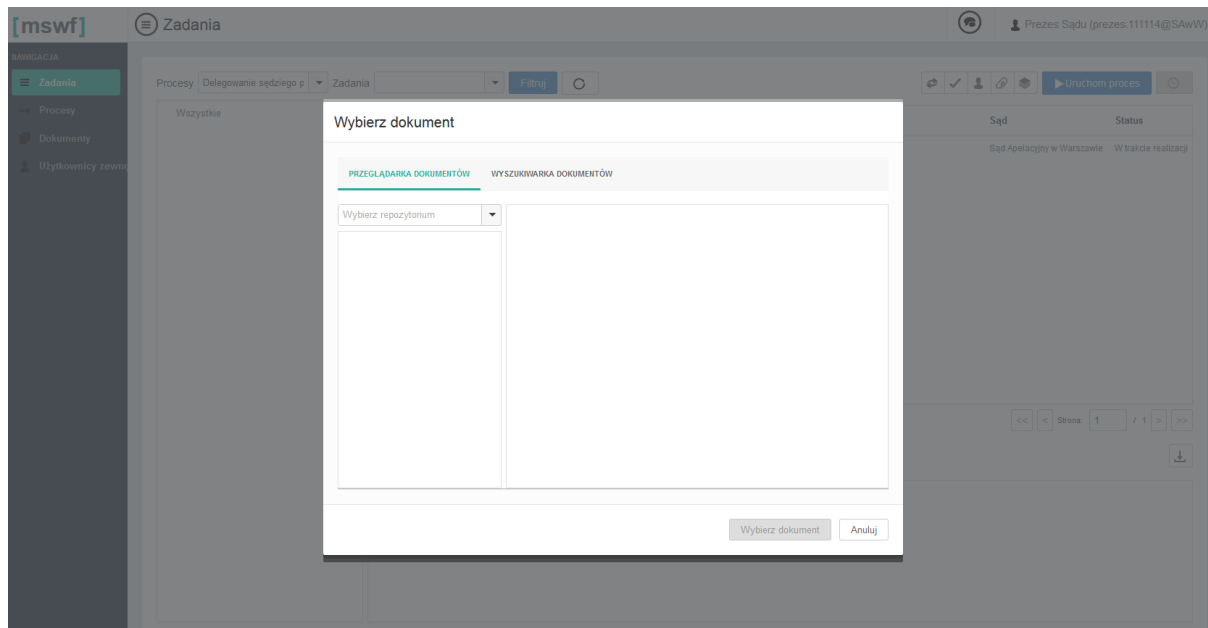 [mswf]
Zadania
Prezes Sądu (prezes.111114@SAwW)
NAWIGACJA
Zadania
Procesy
Dokumenty
Użytkownicy zewnę
Procesy Delegowanie sędziego p Zadania Filtruj Uruchom proces
Wszystkie
Sąd Status
Sąd Apelacyjny w Warszawie W trakcie realizacji
Wybierz dokument
PRZEGLĄDARKA DOKUMENTÓW WYSZUKIWARKA DOKUMENTÓW
Wybierz repozytorium
<< < Strona: 1 / 1 > >>
Wybierz dokument Anuluj